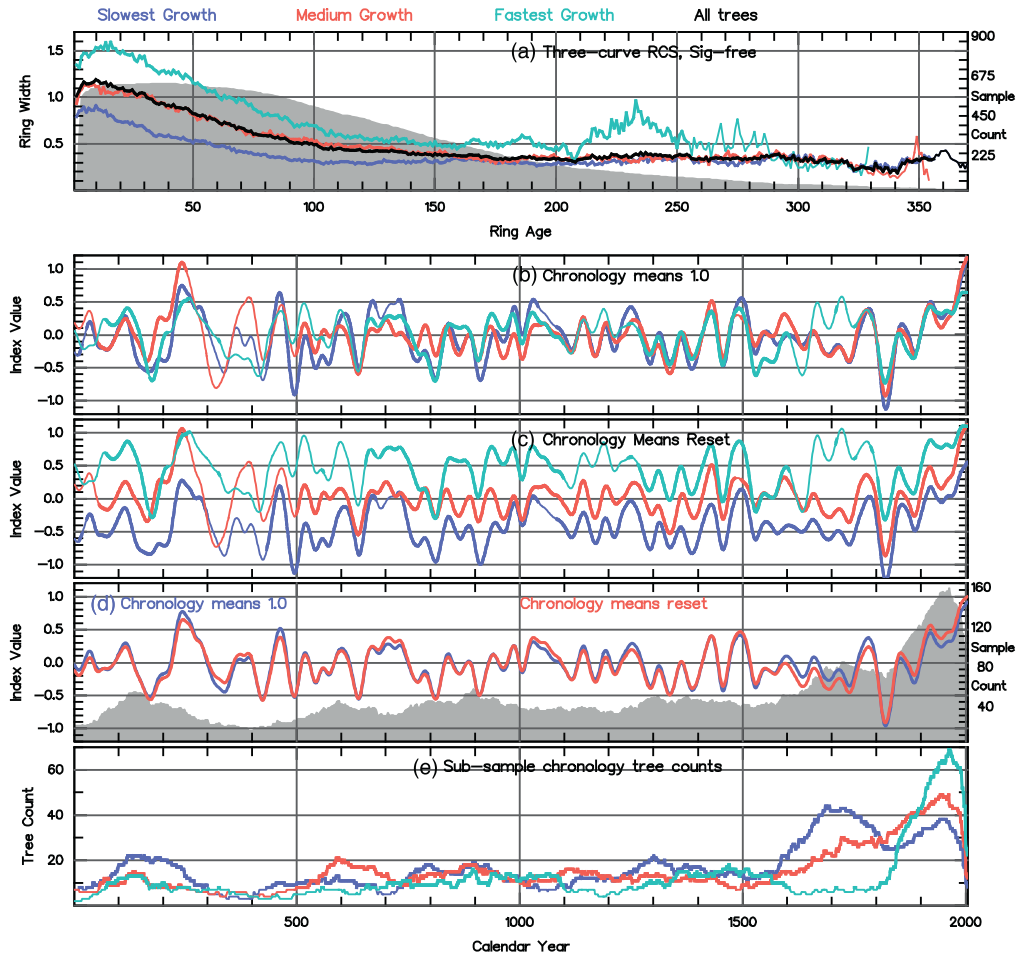 Slowest Growth Medium Growth Fastest Growth All trees
(a) Three-curve RCS, Sig-free
Ring Width
1.5
1.0
0.5
900
675
Sample
450
Count
225
50 100 150 200 250 300 350
Ring Age
(b) Chronology means 1.0
Index Value
1.0
0.5
0.0
-0.5
-1.0
(c) Chronology Means Reset
Index Value
1.0
0.5
0.0
-0.5
-1.0
(d) Chronology means 1.0 Chronology means reset
Index Value
1.0
0.5
0.0
-0.5
-1.0
160
120
Sample
80
Count
40
(e) Sub-sample chronology tree counts
Tree Count
60
40
20
500 1000 1500 2000
Calendar Year